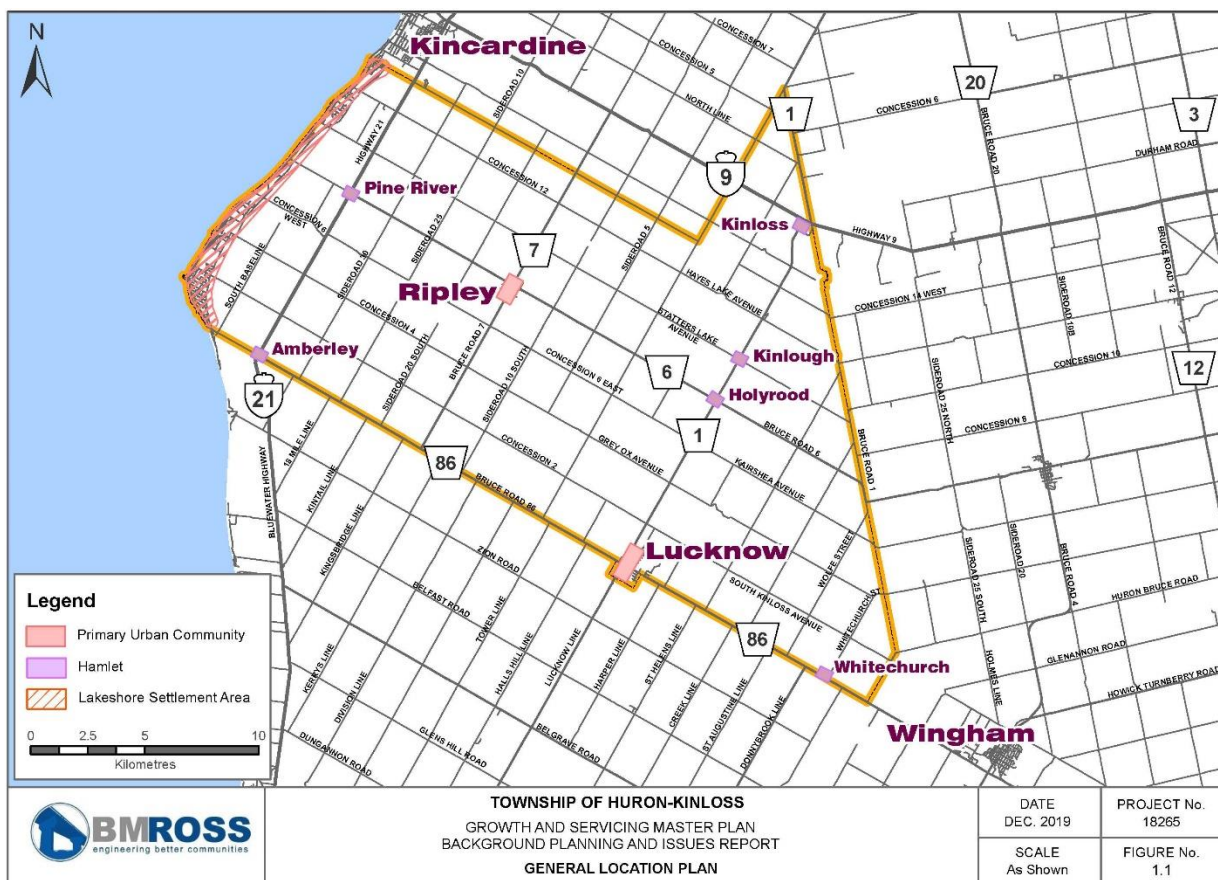 N
Kincardine
CONCESSION 7
CONCESSION 5
SIDEROAD 10
NORTH LINE
1
20
CONCESSION 6
BRUCE ROAD 20
3
DURHAM ROAD
HIGHWAY 21
CONCESSION 12
9
Pine River
CONCESSION 6
WEST
SIDEROAD 25
Kinloss
HIGHWAY 9
SOUTH BASELINE
SIDEROAD 30
7
SIDEROAD 5
BRUCE ROAD 12
Ripley
HAYES LAKE AVENUE
CONCESSION 14 WEST
SIDEROAD 10B
CONCESSION 4
BRUCE ROAD 7
STATTERS LAKE
AVENUE
Amberley
SIDEROAD 20 SOUTH
SIDEROAD 10 SOUTH
Kinlough
CONCESSION 10
12
CONCESSION 6 EAST
6
Holyrood
SIDEROAD 25 NORTH
21
1
BRUCE ROAD 6
CONCESSION 8
18 MILE LINE
86
CONCESSION 2
GREY OX AVENUE
KAIRSHEA AVENUE
BRUCE ROAD 1
BLUEWATER HIGHWAY
KINTAIL LINE
BRUCE ROAD 86
KINGSBRIDGE LINE
ZION ROAD
Lucknow
WOLFE STREET
SIDEROAD 25 SOUTH
SIDEROAD 20
BRUCE ROAD 4
BELFAST ROAD
SOUTH KINLOSS AVENUE
HURON BRUCE ROAD
TOWER LINE
86
WHITECHURCH ST
HALLS HILL LINE
LUCKNOW LINE
HARPER LINE
ST HELENS LINE
Whitechurch
HOLMES LINE
GLENANNON ROAD
KERRYS LINE
DIVISION LINE
CREEK LINE
ST AUGUSTINE LINE
DONNYBROOK LINE
HOWICK TURNBERRY ROAD
Wingham
DUNGANNON ROAD
GLENS HILL ROAD
BELGRAVE ROAD
Legend
Primary Urban Community
Hamlet
Lakeshore Settlement Area
0 2.5 5 10
Kilometres
BMROSS
engineering better communities
TOWNSHIP OF HURON-KINLOSS
GROWTH AND SERVICING MASTER PLAN
BACKGROUND PLANNING AND ISSUES REPORT
GENERAL LOCATION PLAN
DATE
DEC. 2019
PROJECT No.
18265
SCALE
As Shown
FIGURE No.
1.1